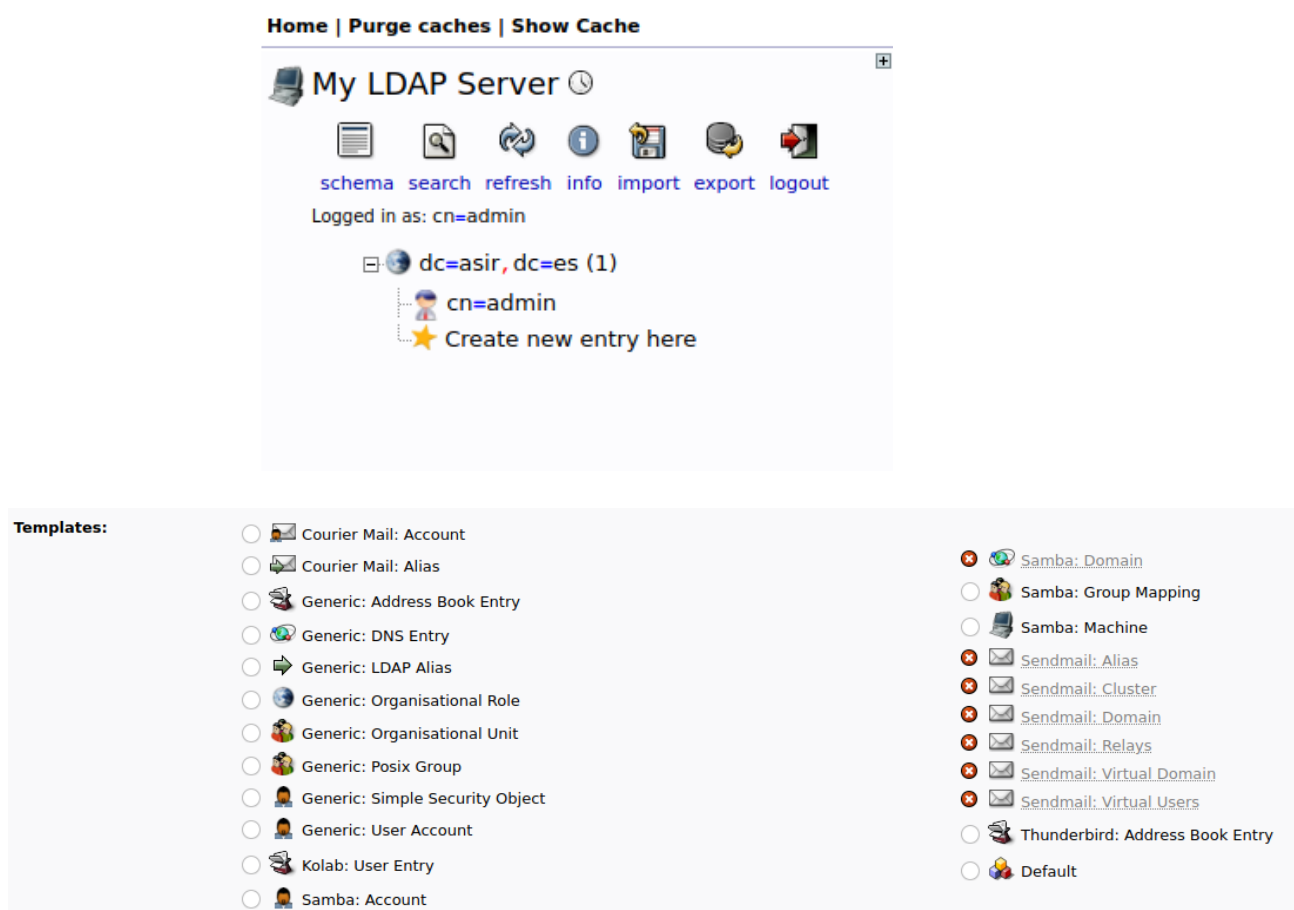 Home | Purge caches | Show Cache
My LDAP Server
schema search refresh info import export logout
Logged in as: cn=admin
dc=asir, dc=es (1)
cn=admin
Create new entry here
Templates:
Courier Mail: Account
Courier Mail: Alias
Generic: Address Book Entry
Generic: DNS Entry
Generic: LDAP Alias
Generic: Organisational Role
Generic: Organisational Unit
Generic: Posix Group
Generic: Simple Security Object
Generic: User Account
Kolab: User Entry
Samba: Account
Samba: Domain
Samba: Group Mapping
Samba: Machine
Sendmail: Alias
Sendmail: Cluster
Sendmail: Domain
Sendmail: Relays
Sendmail: Virtual Domain
Sendmail: Virtual Users
Thunderbird: Address Book Entry
Default